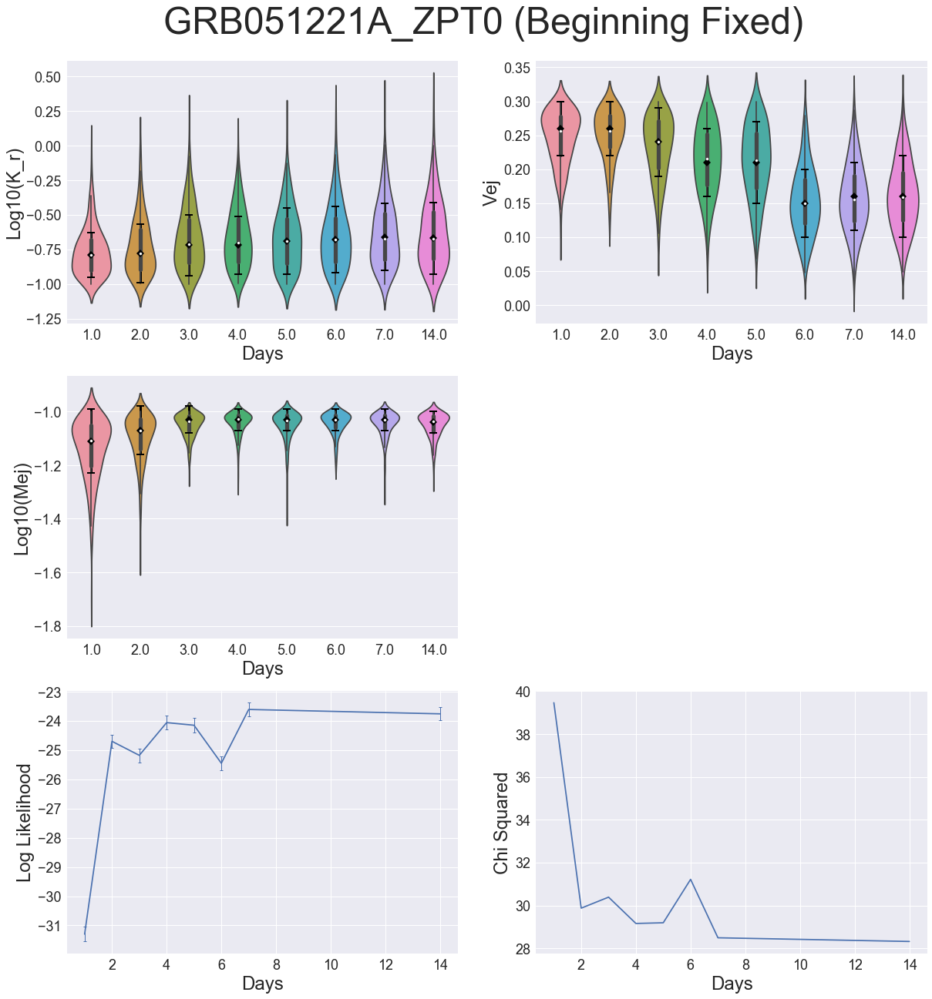 GRB051221A_ZPT0 (Beginning Fixed)
Log10(K_r)
0.50
0.25
0.00
−0.25
−0.50
−0.75
−1.00
−1.25
1.0 2.0 3.0 4.0 5.0 6.0 7.0 14.0
Days
Vej
0.35
0.30
0.25
0.20
0.15
0.10
0.05
0.00
1.0 2.0 3.0 4.0 5.0 6.0 7.0 14.0
Days
Log10(Mej)
−1.0
−1.2
−1.4
−1.6
−1.8
1.0 2.0 3.0 4.0 5.0 6.0 7.0 14.0
Days
Log Likelihood
−23
−24
−25
−26
−27
−28
−29
−30
−31
2 4 6 8 10 12 14
Days
Chi Squared
40
38
36
34
32
30
28
2 4 6 8 10 12 14
Days